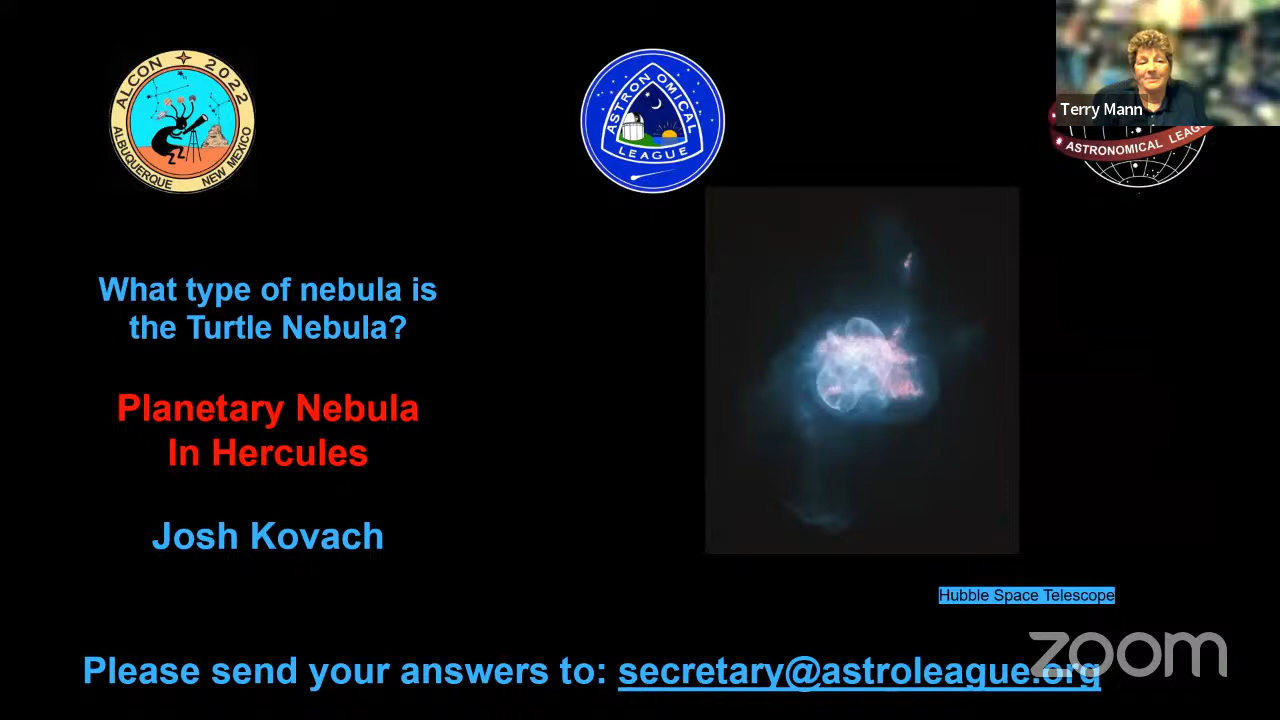 ALCON 2022
ALBUQUERQUE NEW MEXICO
ASTRONOMICAL
LEAGUE
Terry Mann
ASTRONOMICAL LEAG
What type of nebula is
the Turtle Nebula?
Planetary Nebula
In Hercules
Josh Kovach
Hubble Space Telescope
Please send your answers to: secretary@astroleague.org
zoom